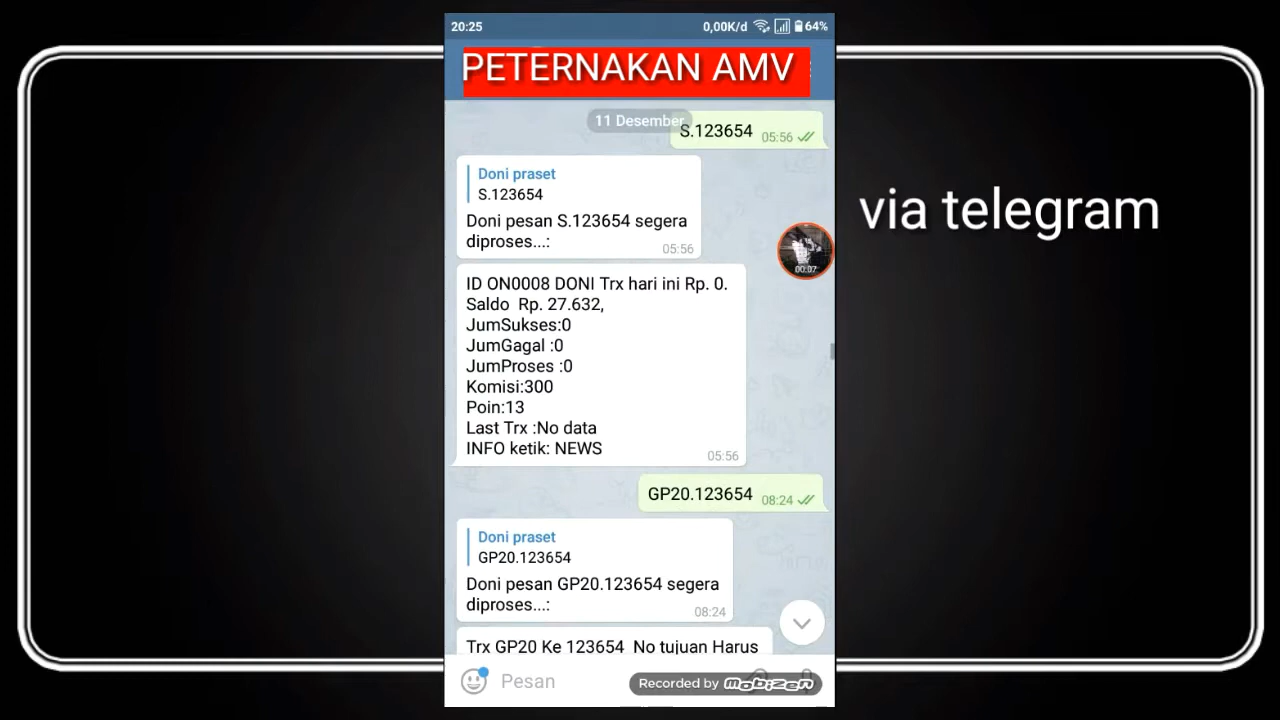 20:25 0,00K/d 64%
PETERNAKAN AMV
11 Desember
S.123654 05:56
via telegram
Doni praset
S.123654
Doni pesan S.123654 segera
diproses...:
05:56
00:07
ID ON0008 DONI Trx hari ini Rp. 0.
Saldo Rp. 27.632,
JumSukses:0
JumGagal :0
JumProses :0
Komisi:300
Poin:13
Last Trx :No data
INFO ketik: NEWS
05:56
GP20.123654 08:24
Doni praset
GP20.123654
Doni pesan GP20.123654 segera
diproses...:
08:24
Trx GP20 Ke 123654 No tujuan Harus
Pesan
Recorded by mobizen